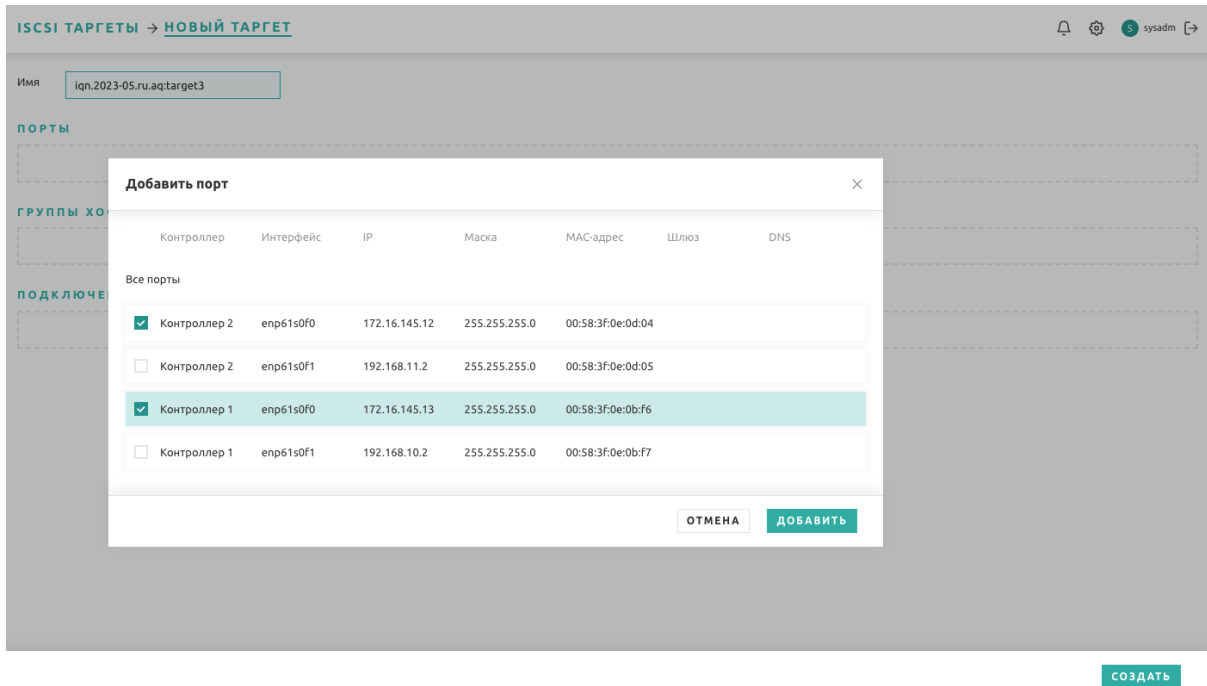 ISCSI ТАРГЕТЫ → НОВЫЙ ТАРГЕТ S sysadm
Имя iqn.2023-05.ru.aq:target3
ПОРТЫ
Добавить порт
ГРУППЫ ХО
Контроллер Интерфейс IP Маска MAC-адрес Шлюз DNS
Все порты
ПОДКЛЮЧЕ
Контроллер 2 enp61s0f0 172.16.145.12 255.255.255.0 00:58:3f:0e:0d:04
Контроллер 2 enp61s0f1 192.168.11.2 255.255.255.0 00:58:3f:0e:0d:05
Контроллер 1 enp61s0f0 172.16.145.13 255.255.255.0 00:58:3f:0e:0b:f6
Контроллер 1 enp61s0f1 192.168.10.2 255.255.255.0 00:58:3f:0e:0b:f7
ОТМЕНА ДОБАВИТЬ
СОЗДАТЬ